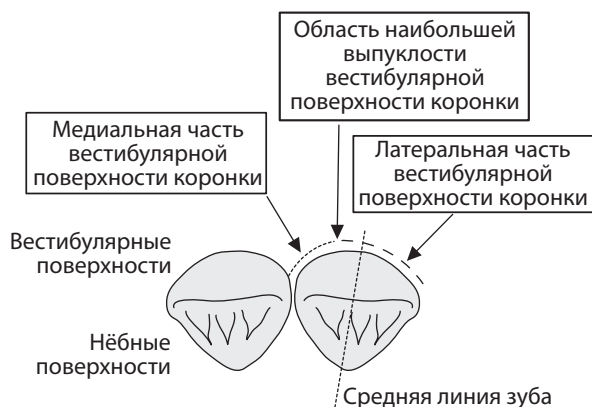 Область наибольшей
выпуклости
вестибулярной
поверхности коронки
Медиальная часть
вестибулярной
поверхности коронки
Латеральная часть
вестибулярной
поверхности коронки
Вестибулярные
поверхности
Нёбные
поверхности
Средняя линия зуба